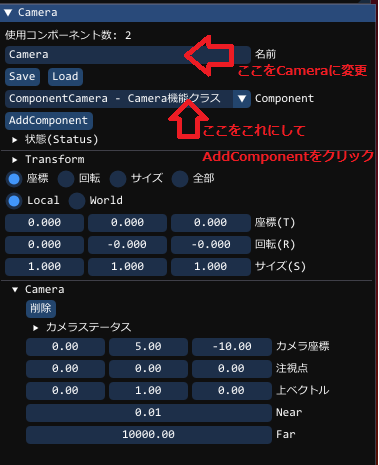 Camera
使用コンポーネント数: 2
Camera 名前
ここをCameraに変更
Save Load
ComponentCamera - Camera機能クラス Component
AddComponent
ここをこれにして
状態(Status)
AddComponentをクリック
Transform
座標 回転 サイズ 全部
Local World
0.000 0.000 0.000 座標(T)
0.000 -0.000 -0.000 回転(R)
1.000 1.000 1.000 サイズ(S)
Camera
削除
カメラステータス
0.00 5.00 -10.00 カメラ座標
0.00 0.00 0.00 注視点
0.00 1.00 0.00 上ベクトル
0.01 Near
10000.00 Far